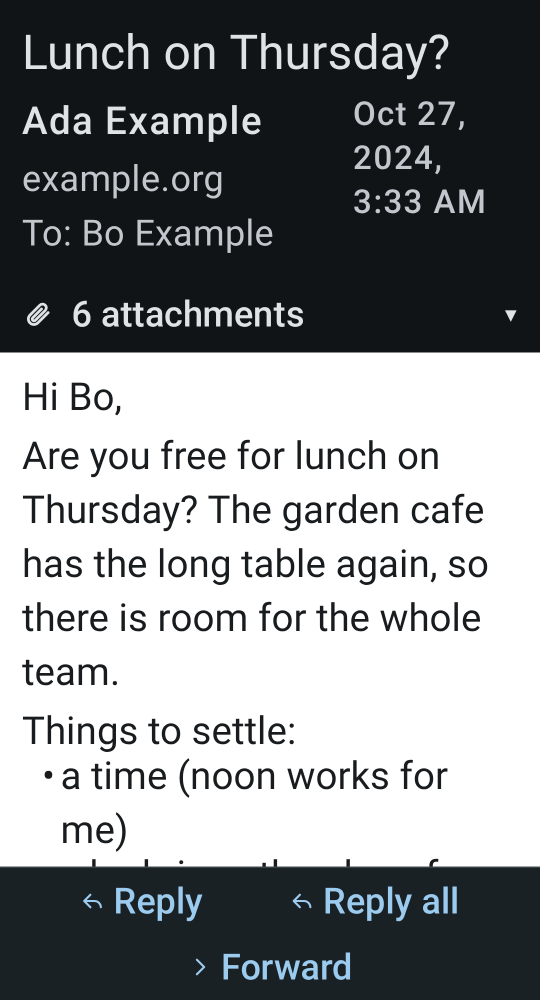 Lunch on Thursday?
Ada Example
Oct 27,
2024,
3:33 AM
example.org
To: Bo Example
6 attachments
Hi Bo,
Are you free for lunch on
Thursday? The garden cafe
has the long table again, so
there is room for the whole
team.
Things to settle:
• a time (noon works for
me)
Reply
Reply all
Forward